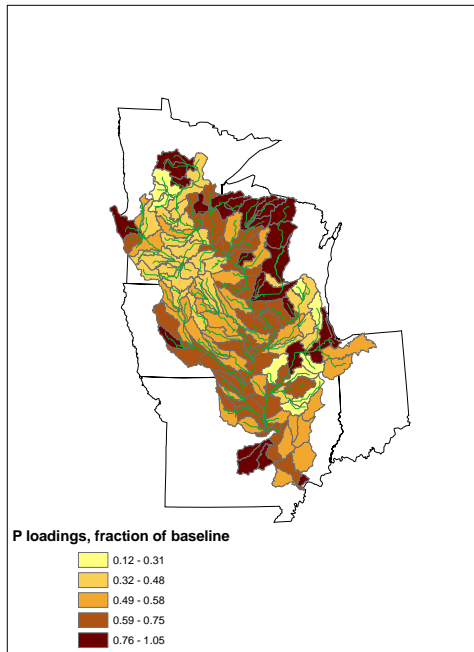 P loadings, fraction of baseline
0.12 - 0.31
0.32 - 0.48
0.49 - 0.58
0.59 - 0.75
0.76 - 1.05